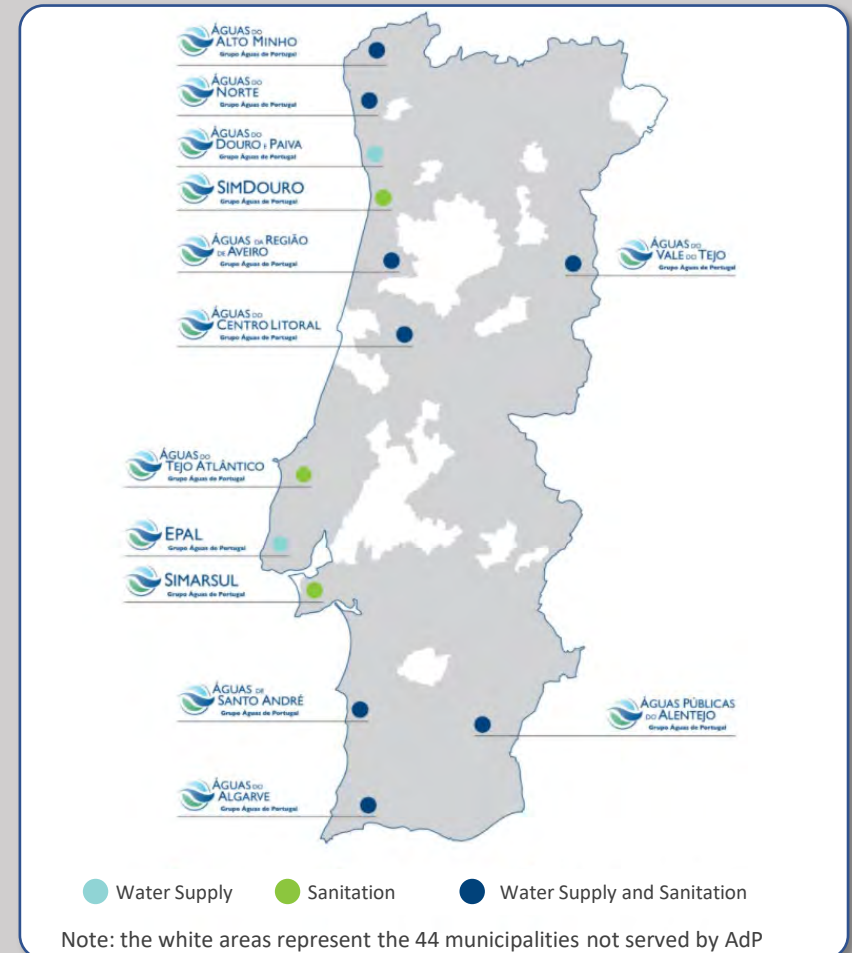 ÁGUAS DO
ALTO MINHO
Grupo Águas de Portugal
ÁGUAS DO
NORTE
Grupo Águas de Portugal
ÁGUAS DO
DOURO E PAIVA
Grupo Águas de Portugal
SIMDOURO
Grupo Águas de Portugal
ÁGUAS DA REGIÃO
DE AVEIRO
Grupo Águas de Portugal
ÁGUAS DO
VALE DO TEJO
Grupo Águas de Portugal
ÁGUAS DO
CENTRO LITORAL
Grupo Águas de Portugal
ÁGUAS DO
TEJO ATLÂNTICO
Grupo Águas de Portugal
EPAL
Grupo Águas de Portugal
SIMARSUL
Grupo Águas de Portugal
ÁGUAS DE
SANTO ANDRÉ
Grupo Águas de Portugal
ÁGUAS PÚBLICAS
DO ALENTEJO
Grupo Águas de Portugal
ÁGUAS DO
ALGARVE
Grupo Águas de Portugal
Water Supply
Sanitation
Water Supply and Sanitation
Note: the white areas represent the 44 municipalities not served by AdP